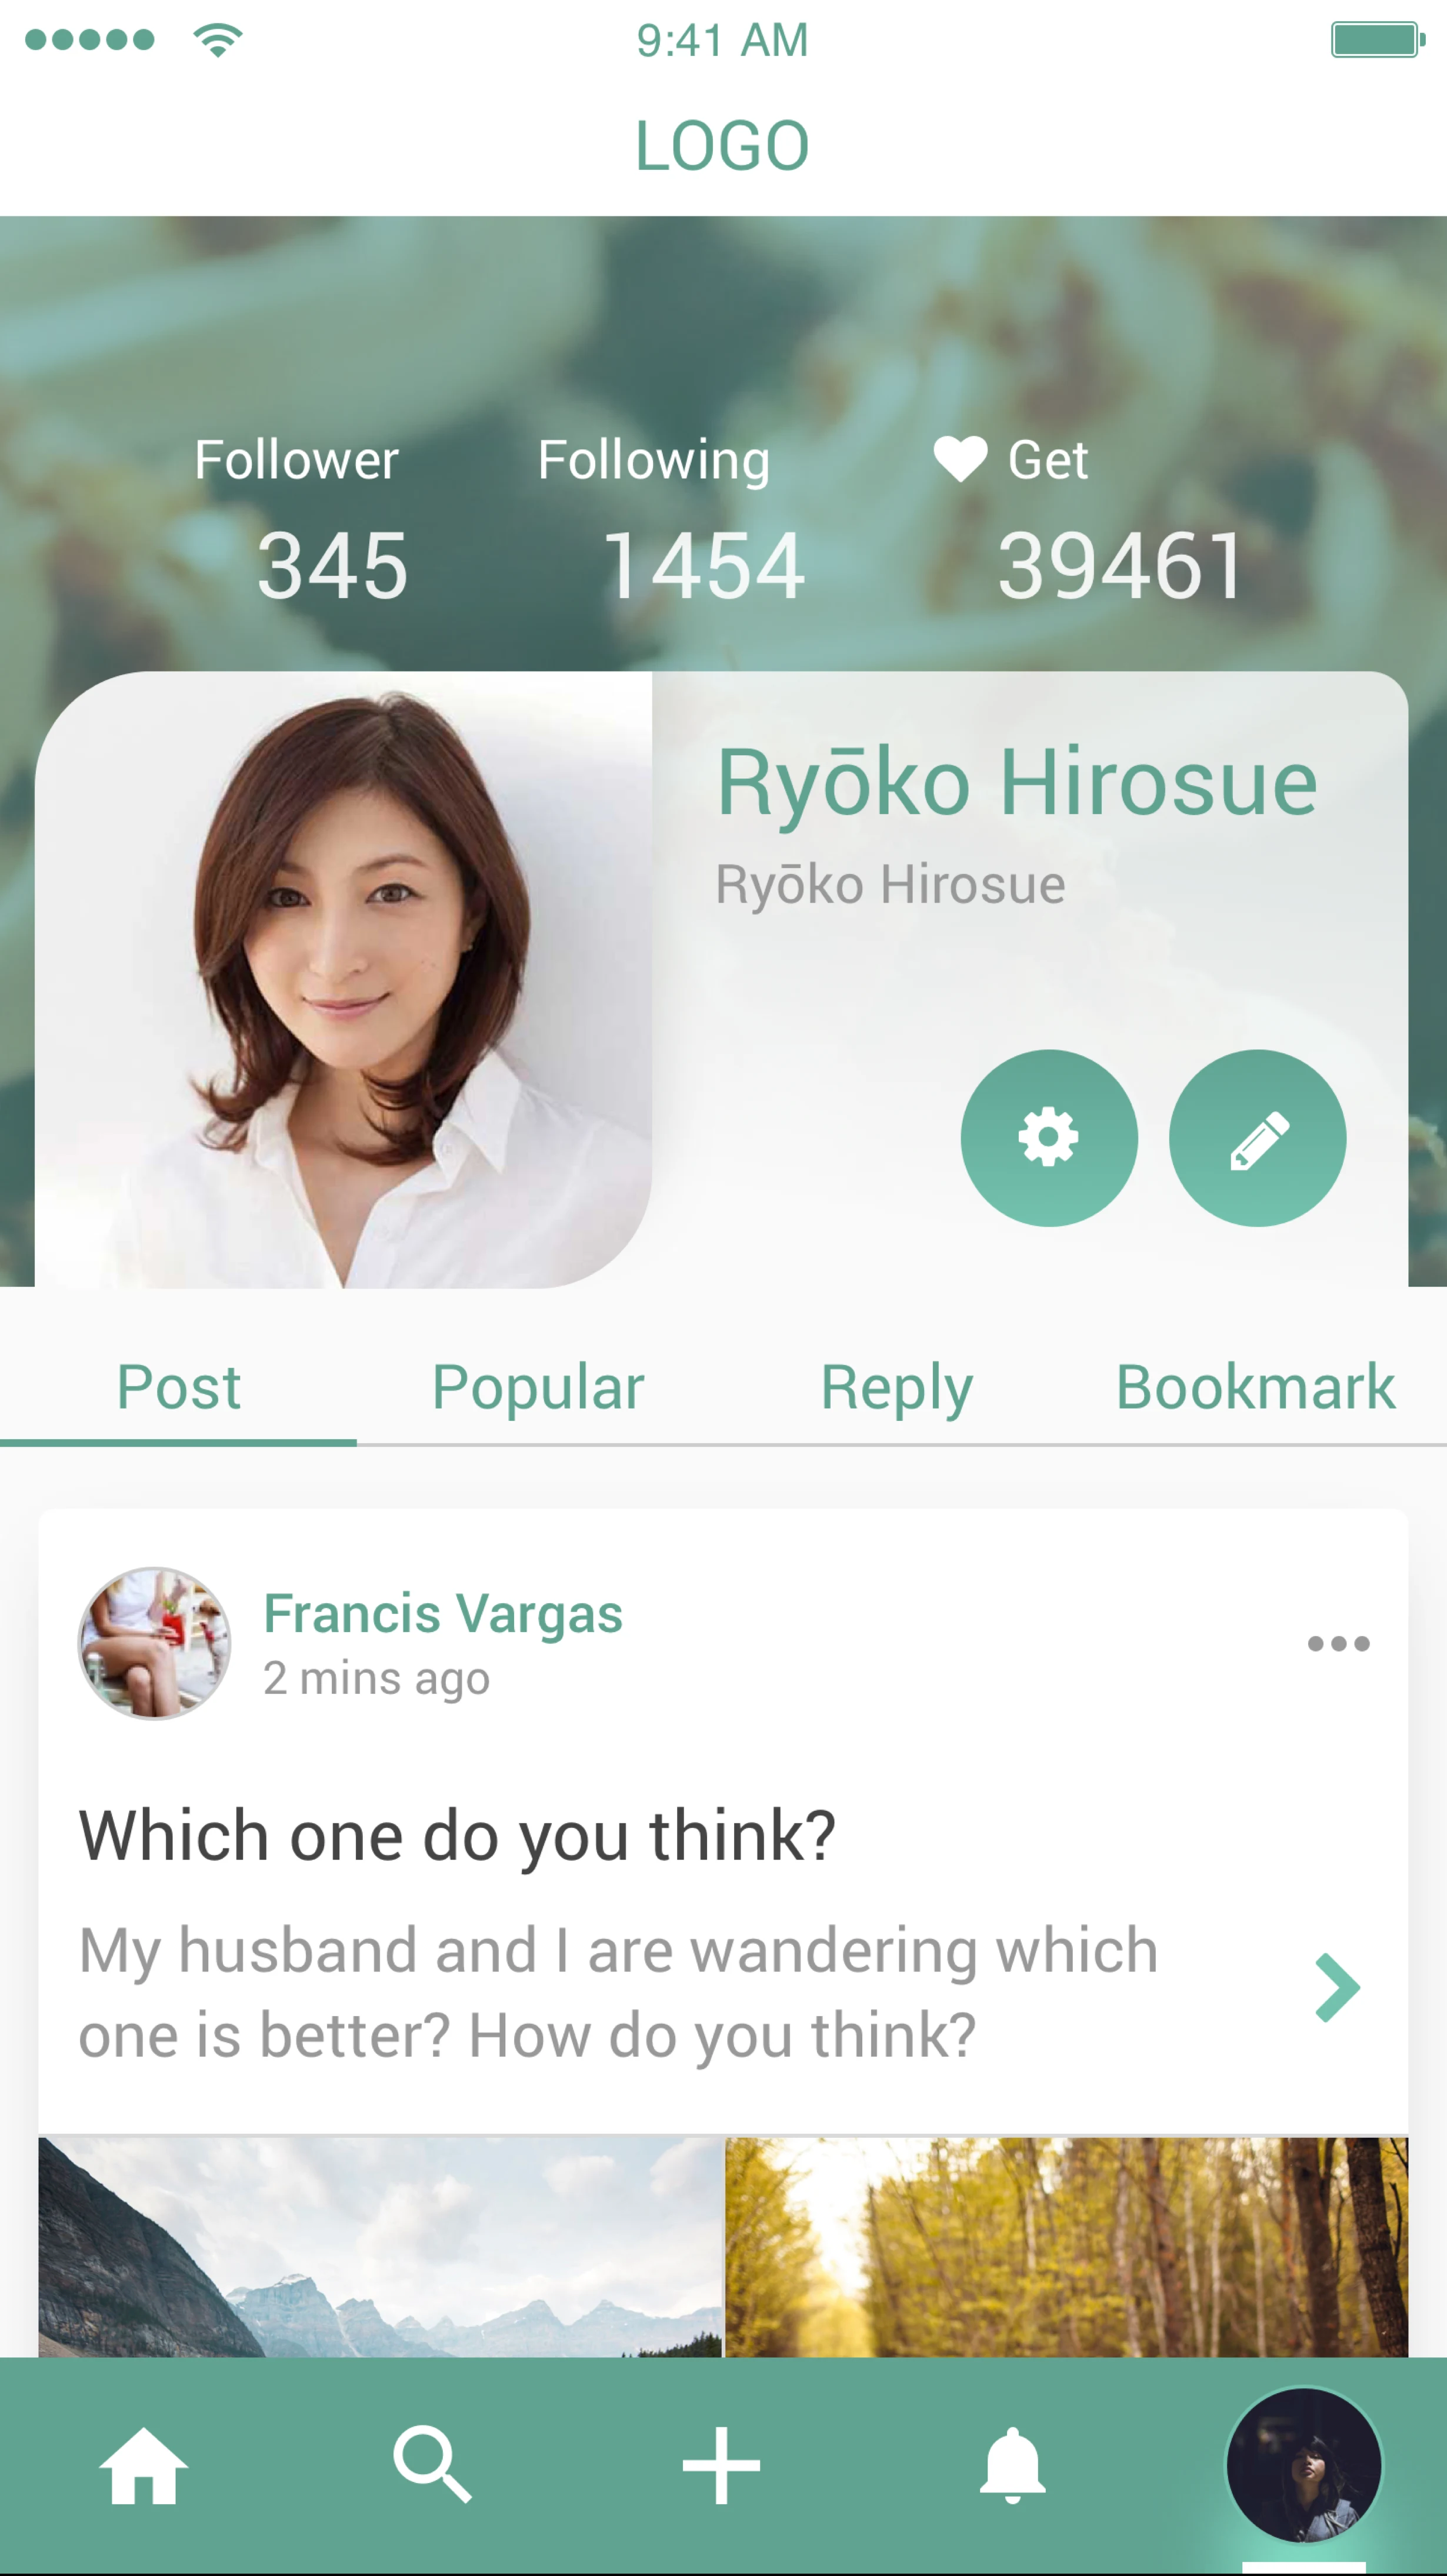 9:41 AM
LOGO
Follower
Following
Get
345
1454
39461
Ryōko Hirosue
Ryōko Hirosue
Post
Popular
Reply
Bookmark
Francis Vargas
2 mins ago
Which one do you think?
My husband and I are wandering which
one is better? How do you think?